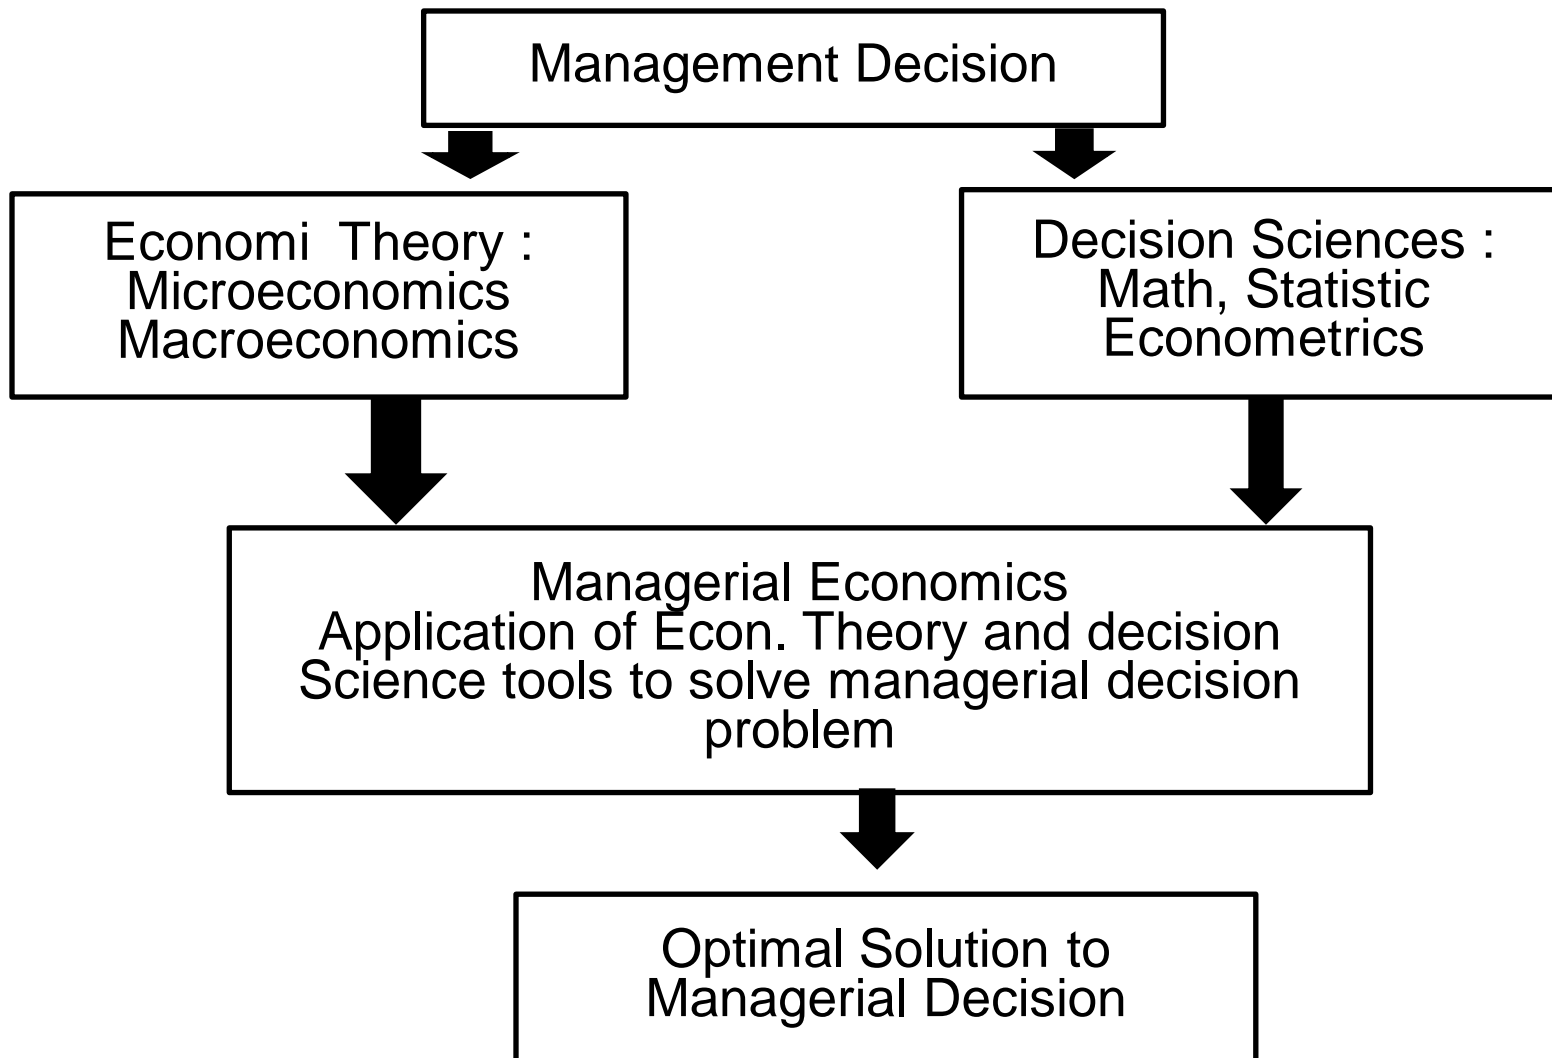 Management Decision
Economi  Theory :
Microeconomics
Macroeconomics
Decision Sciences :
Math, Statistic
Econometrics
Managerial Economics
Application of Econ. Theory and decision
Science tools to solve managerial decision
problem
Optimal Solution to
Managerial Decision